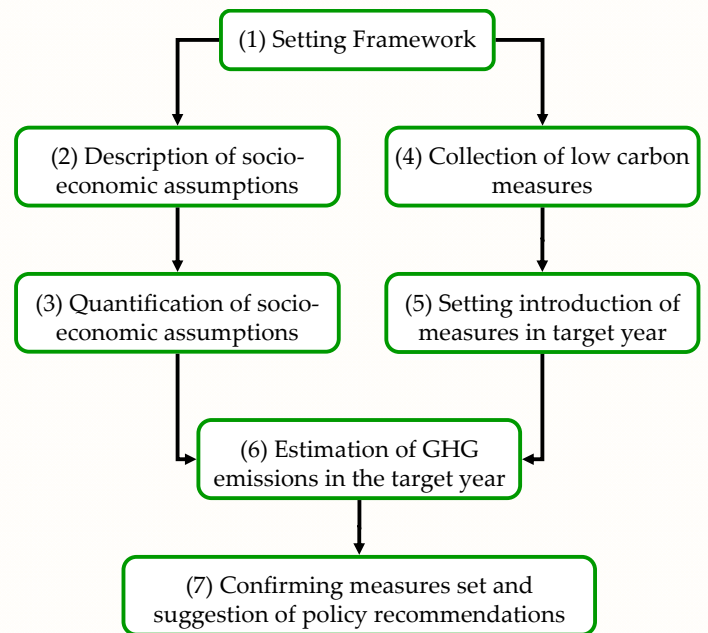 (1) Setting Framework
(2) Description of socio-
economic assumptions
(4) Collection of low carbon
measures
(3) Quantification of socio-
economic assumptions
(5) Setting introduction of
measures in target year
(6) Estimation of GHG
emissions in the target year
(7) Confirming measures set and
suggestion of policy recommendations